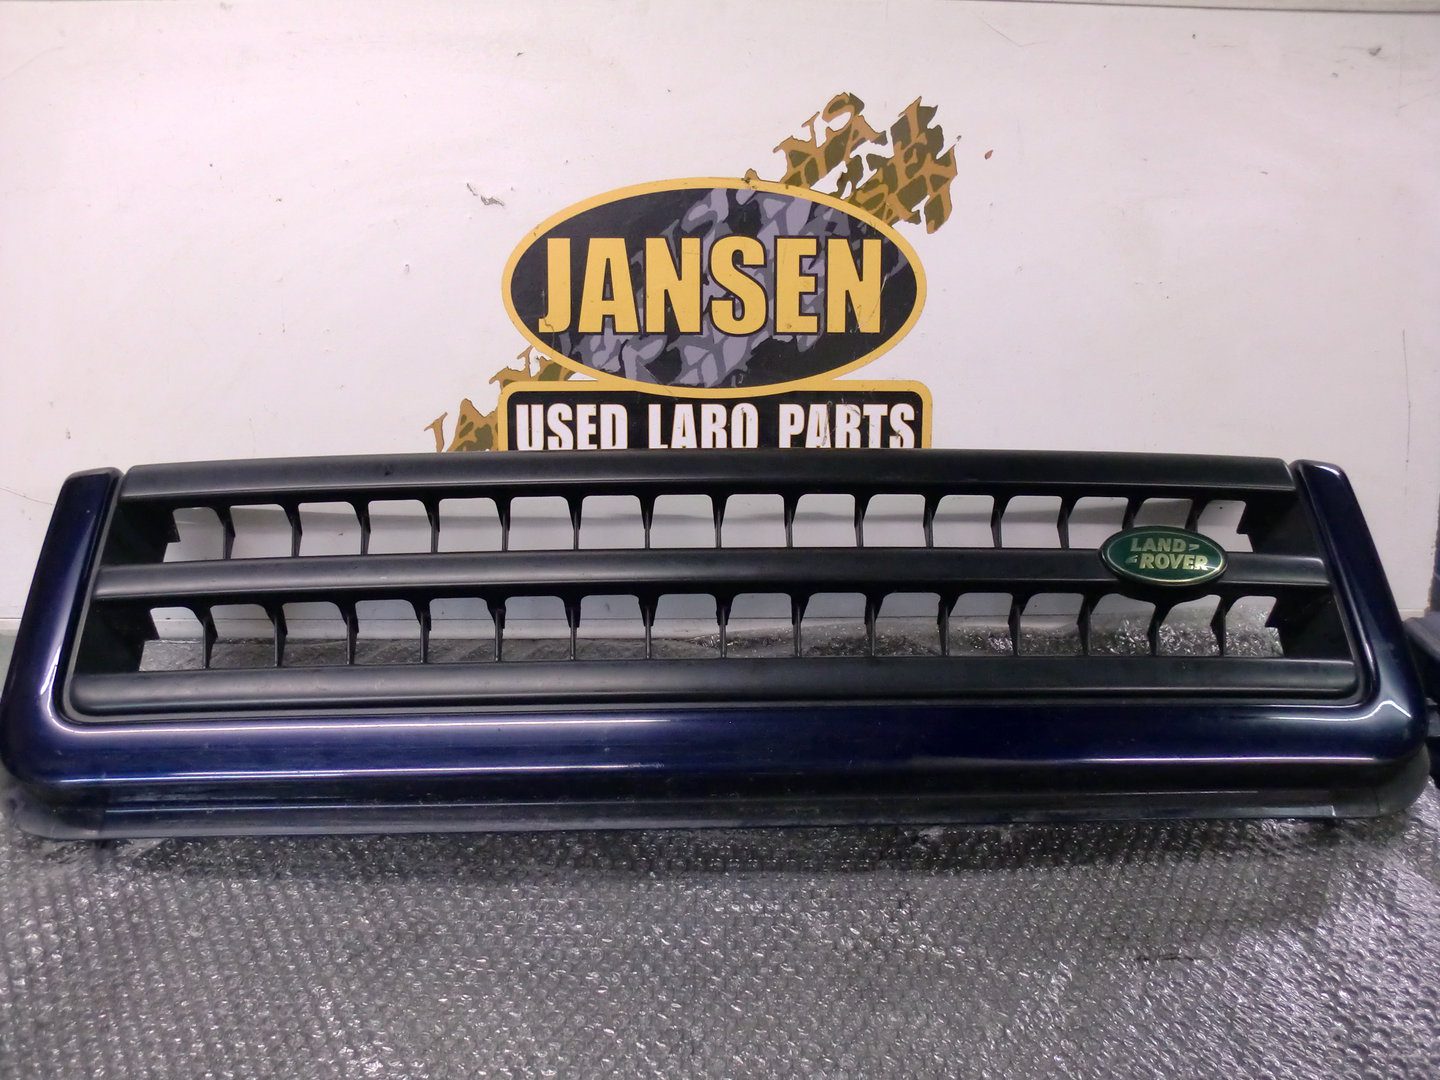 JANSEN
USED LARO PARTS
LAND
ROVER